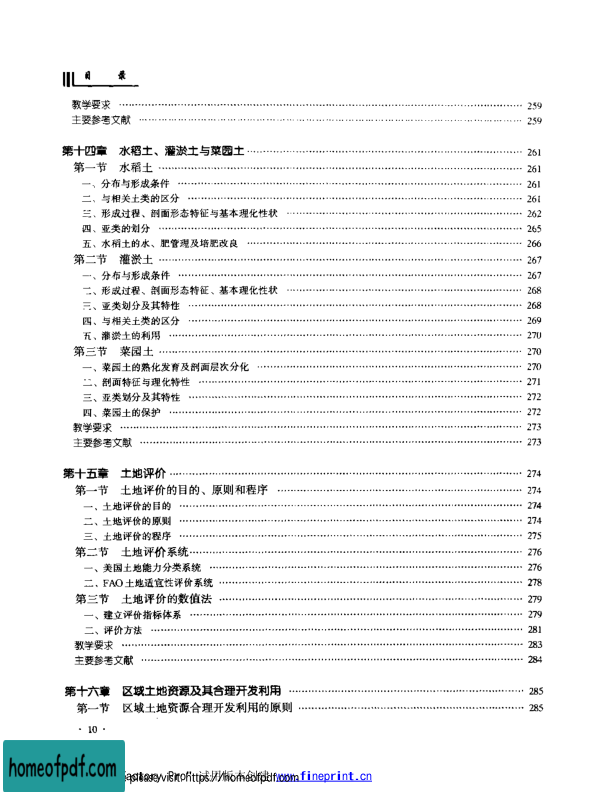 目 录
教学要求 …… 259
主要参考文献 …… 259
第十四章 水稻土、灌淤土与菜园土 …… 261
第一节 水稻土 …… 261
一、分布与形成条件 …… 261
二、与相关土类的区分 …… 261
三、形成过程、剖面形态特征与基本理化性状 …… 262
四、亚类的划分 …… 265
五、水稻土的水、肥管理及培肥改良 …… 266
第二节 灌淤土 …… 267
一、分布与形成条件 …… 267
二、形成过程、剖面形态特征、基本理化性状 …… 268
三、亚类划分及其特性 …… 268
四、与相关土类的区分 …… 269
五、灌淤土的利用 …… 270
第三节 菜园土 …… 270
一、菜园土的熟化发育及剖面层次分化 …… 270
二、剖面特征与理化特性 …… 271
三、亚类划分及其特性 …… 272
四、菜园土的保护 …… 272
教学要求 …… 273
主要参考文献 …… 273
第十五章 土地评价 …… 274
第一节 土地评价的目的、原则和程序 …… 274
一、土地评价的目的 …… 274
二、土地评价的原则 …… 274
三、土地评价的程序 …… 275
第二节 土地评价系统 …… 276
一、美国土地能力分类系统 …… 276
二、FAO土地适宜性评价系统 …… 278
第三节 土地评价的数值法 …… 279
一、建立评价指标体系 …… 279
二、评价方法 …… 281
教学要求 …… 283
主要参考文献 …… 284
第十六章 区域土地资源及其合理开发利用 …… 285
第一节 区域土地资源合理开发利用的原则 …… 285
· 10 ·
homeofpdf.com
please visit: https://homeofpdf.com
www.fineprint.cn